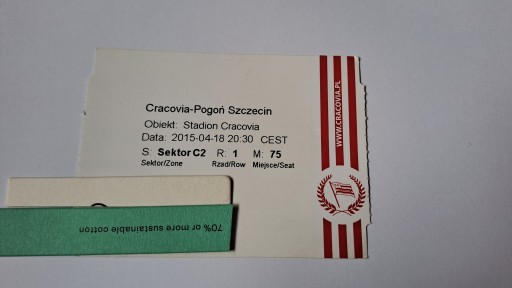 Cracovia-Pogoń Szczecin
Obiekt: Stadion Cracovia
Data: 2015-04-18 20:30 CEST
S: Sektor C2 R: 1 M: 75
Sektor/Zone Rzad/Row Miejsce/Seat
WWW.CRACOVIA.PL
70% or more sustainable cotton